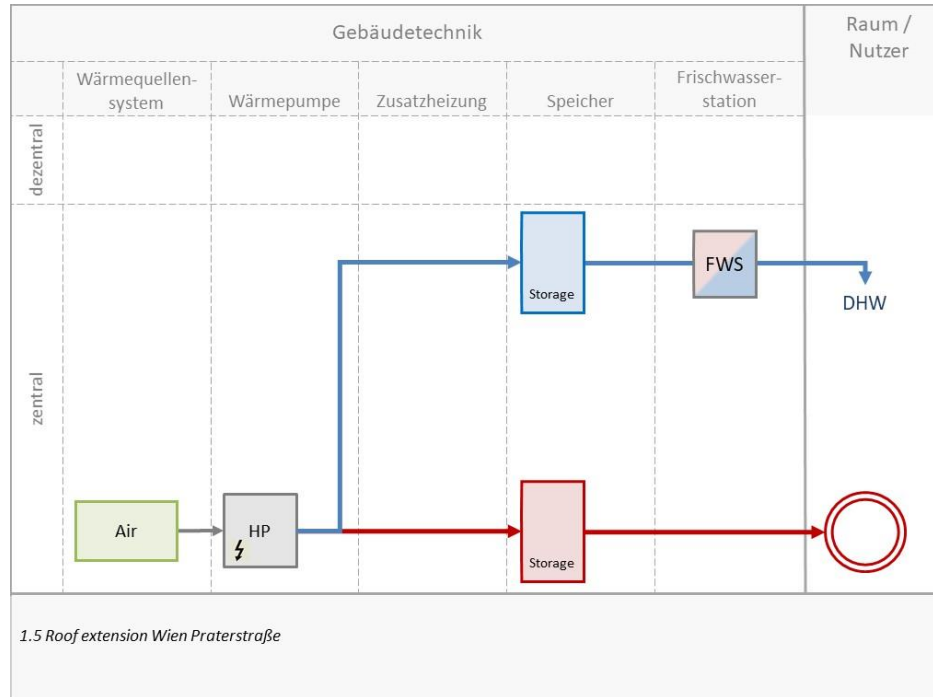 Gebäudetechnik
Raum /
Nutzer
Wärmequellen-
system
Wärmepumpe
Zusatzheizung
Speicher
Frischwasser-
station
dezentral
zentral
Storage
FWS
DHW
Air
HP
Storage
1.5 Roof extension Wien Praterstraße